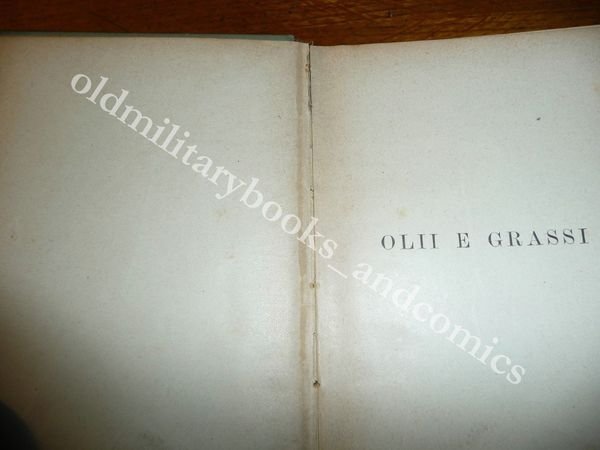 oldmilitarybooks_andcomics
OLII E GRASSI